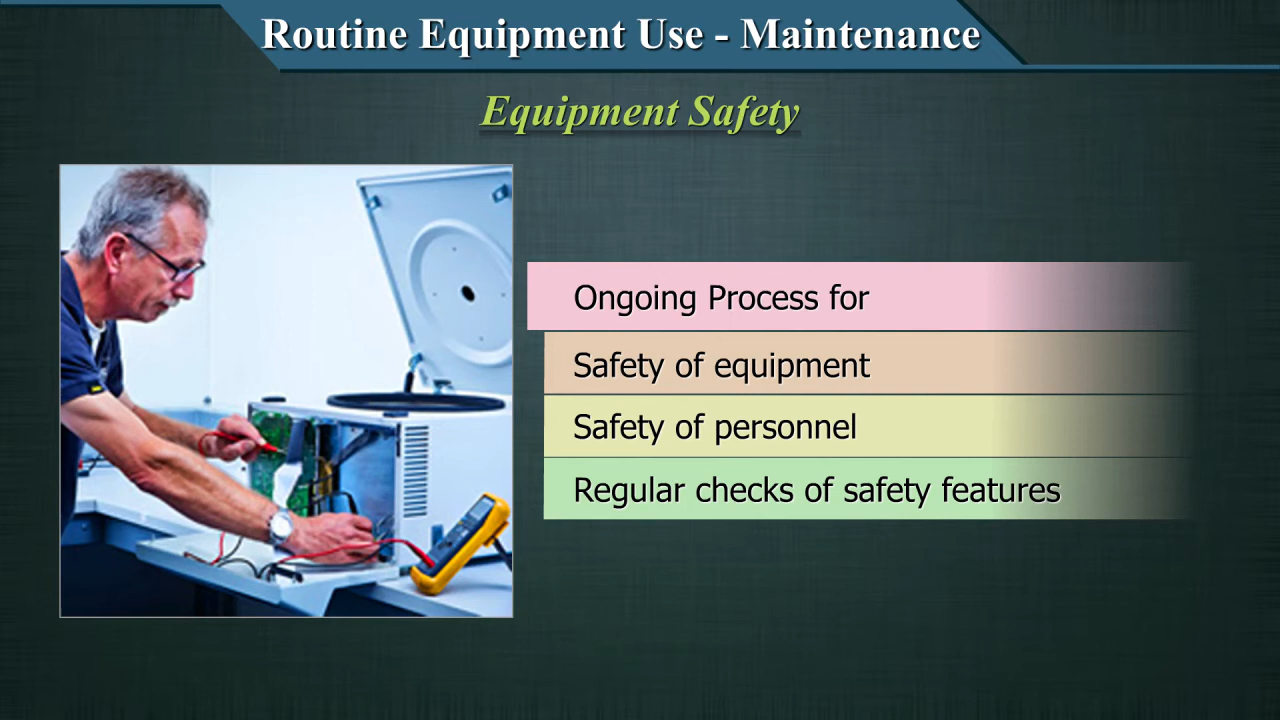 Routine Equipment Use - Maintenance
Equipment Safety
Ongoing Process for
Safety of equipment
Safety of personnel
Regular checks of safety features